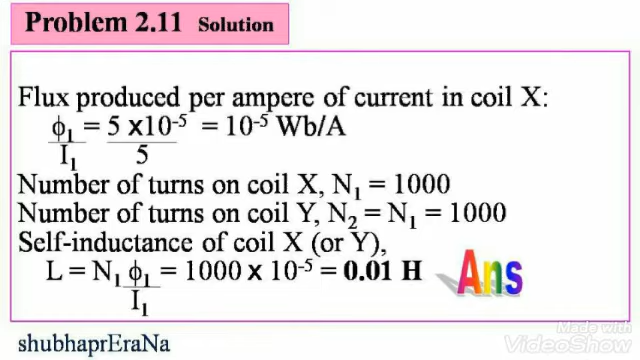 Problem 2.11 Solution
Flux produced per ampere of current in coil X:
ϕ₁ = 5 x10⁻⁵ = 10⁻⁵ Wb/A
I₁ 5
Number of turns on coil X, N₁ = 1000
Number of turns on coil Y, N₂ = N₁ = 1000
Self-inductance of coil X (or Y),
L = N₁ ϕ₁ = 1000 x 10⁻⁵ = 0.01 H Ans
I₁
Made with
shubhaprEraNa VideoShow